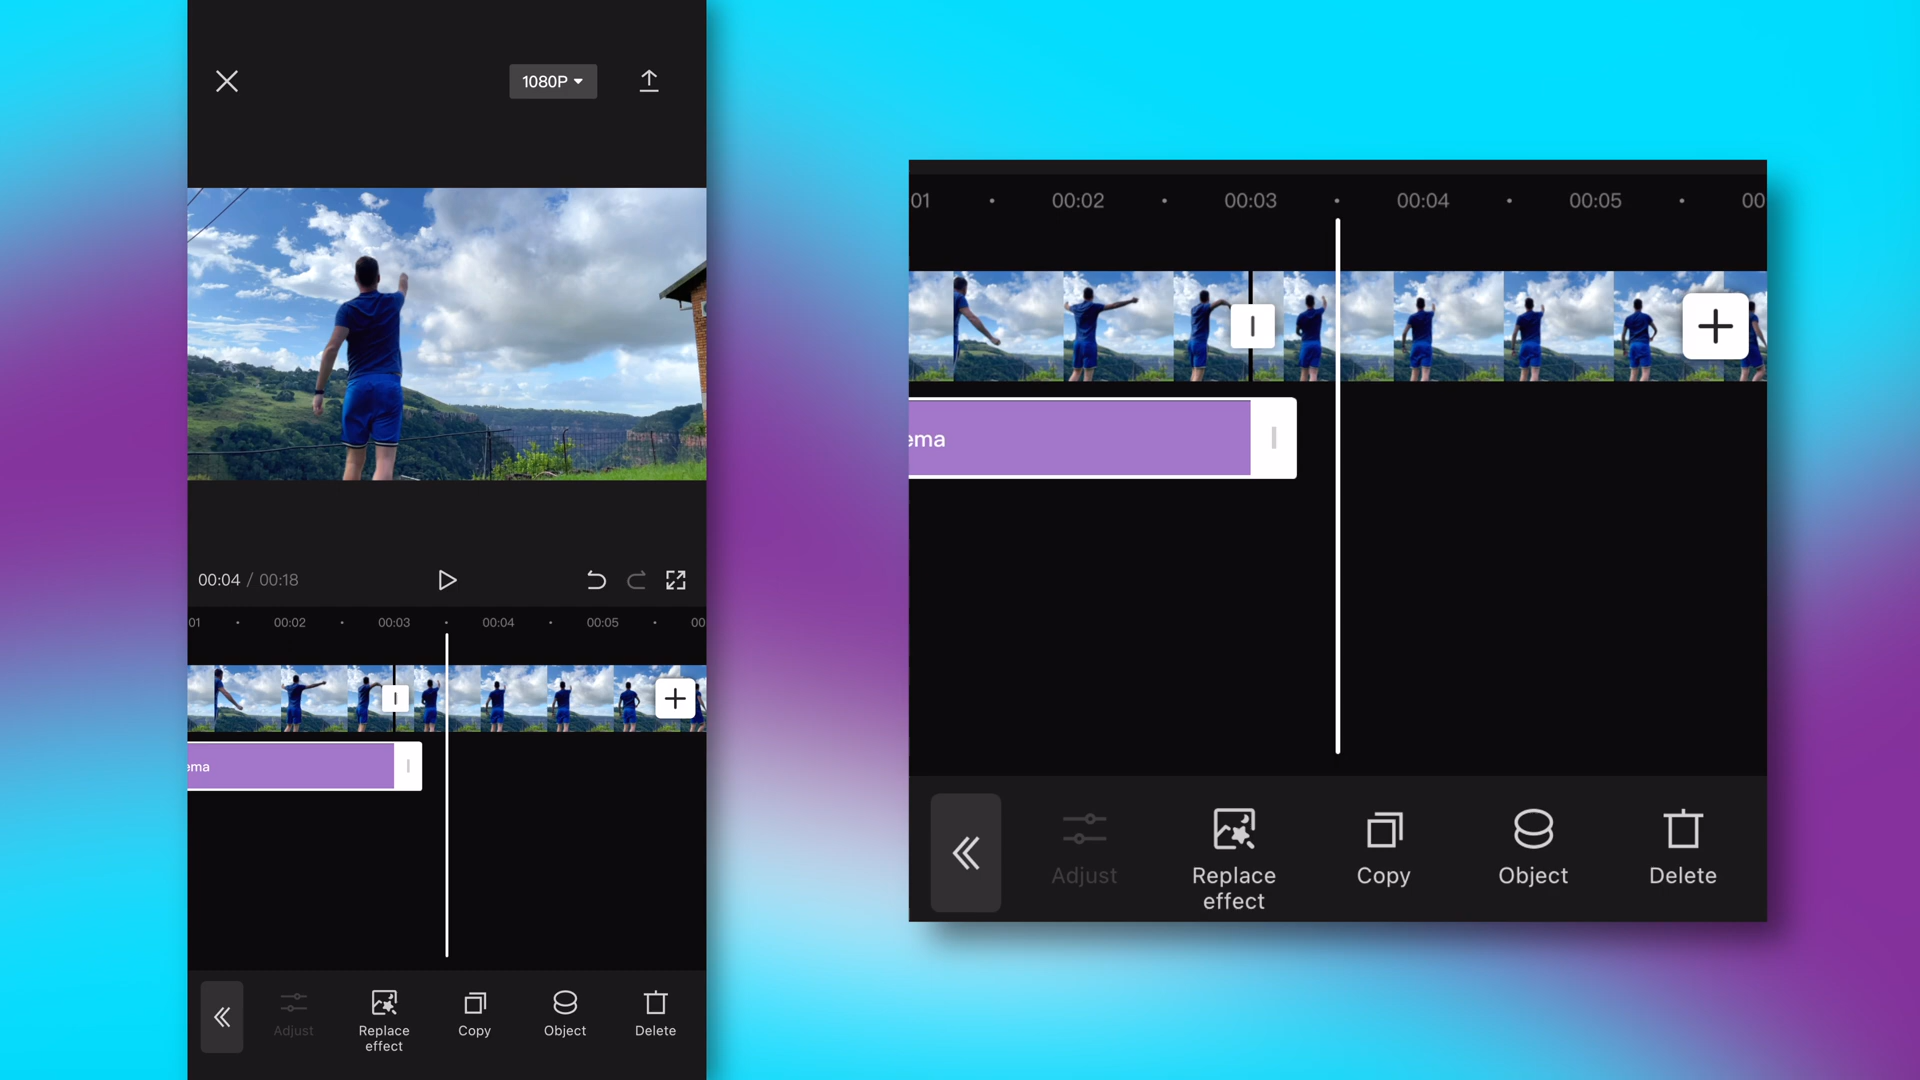 1080P
00:04 / 00:18
01 00:02 00:03 00:04 00:05 00
ema
Adjust
Replace
effect
Copy
Object
Delete
01 00:02 00:03 00:04 00:05 00
ema
Adjust
Replace
effect
Copy
Object
Delete